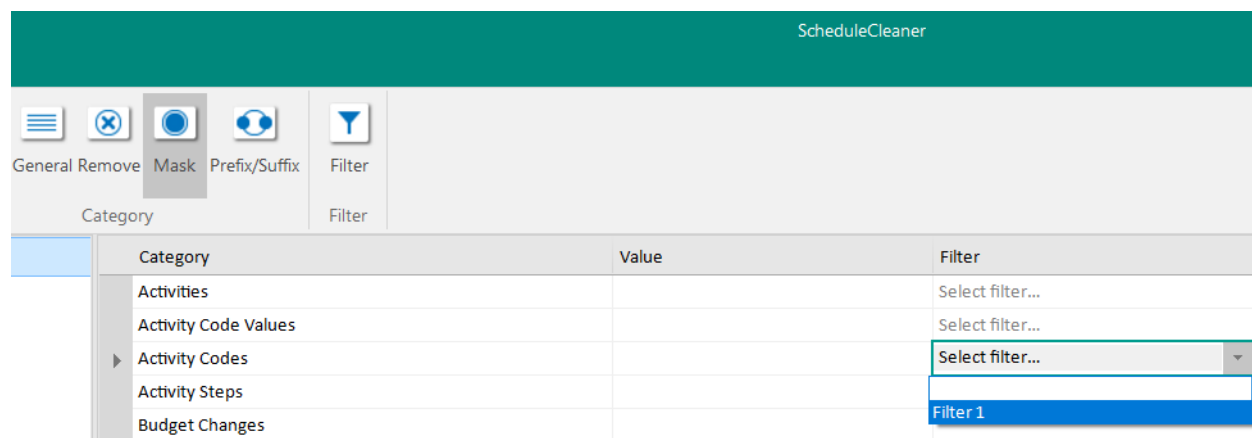 ScheduleCleaner
General Remove Mask Prefix/Suffix Filter
Category Filter
Category Value Filter
Activities Select filter...
Activity Code Values Select filter...
Activity Codes Select filter...
Activity Steps
Filter 1
Budget Changes